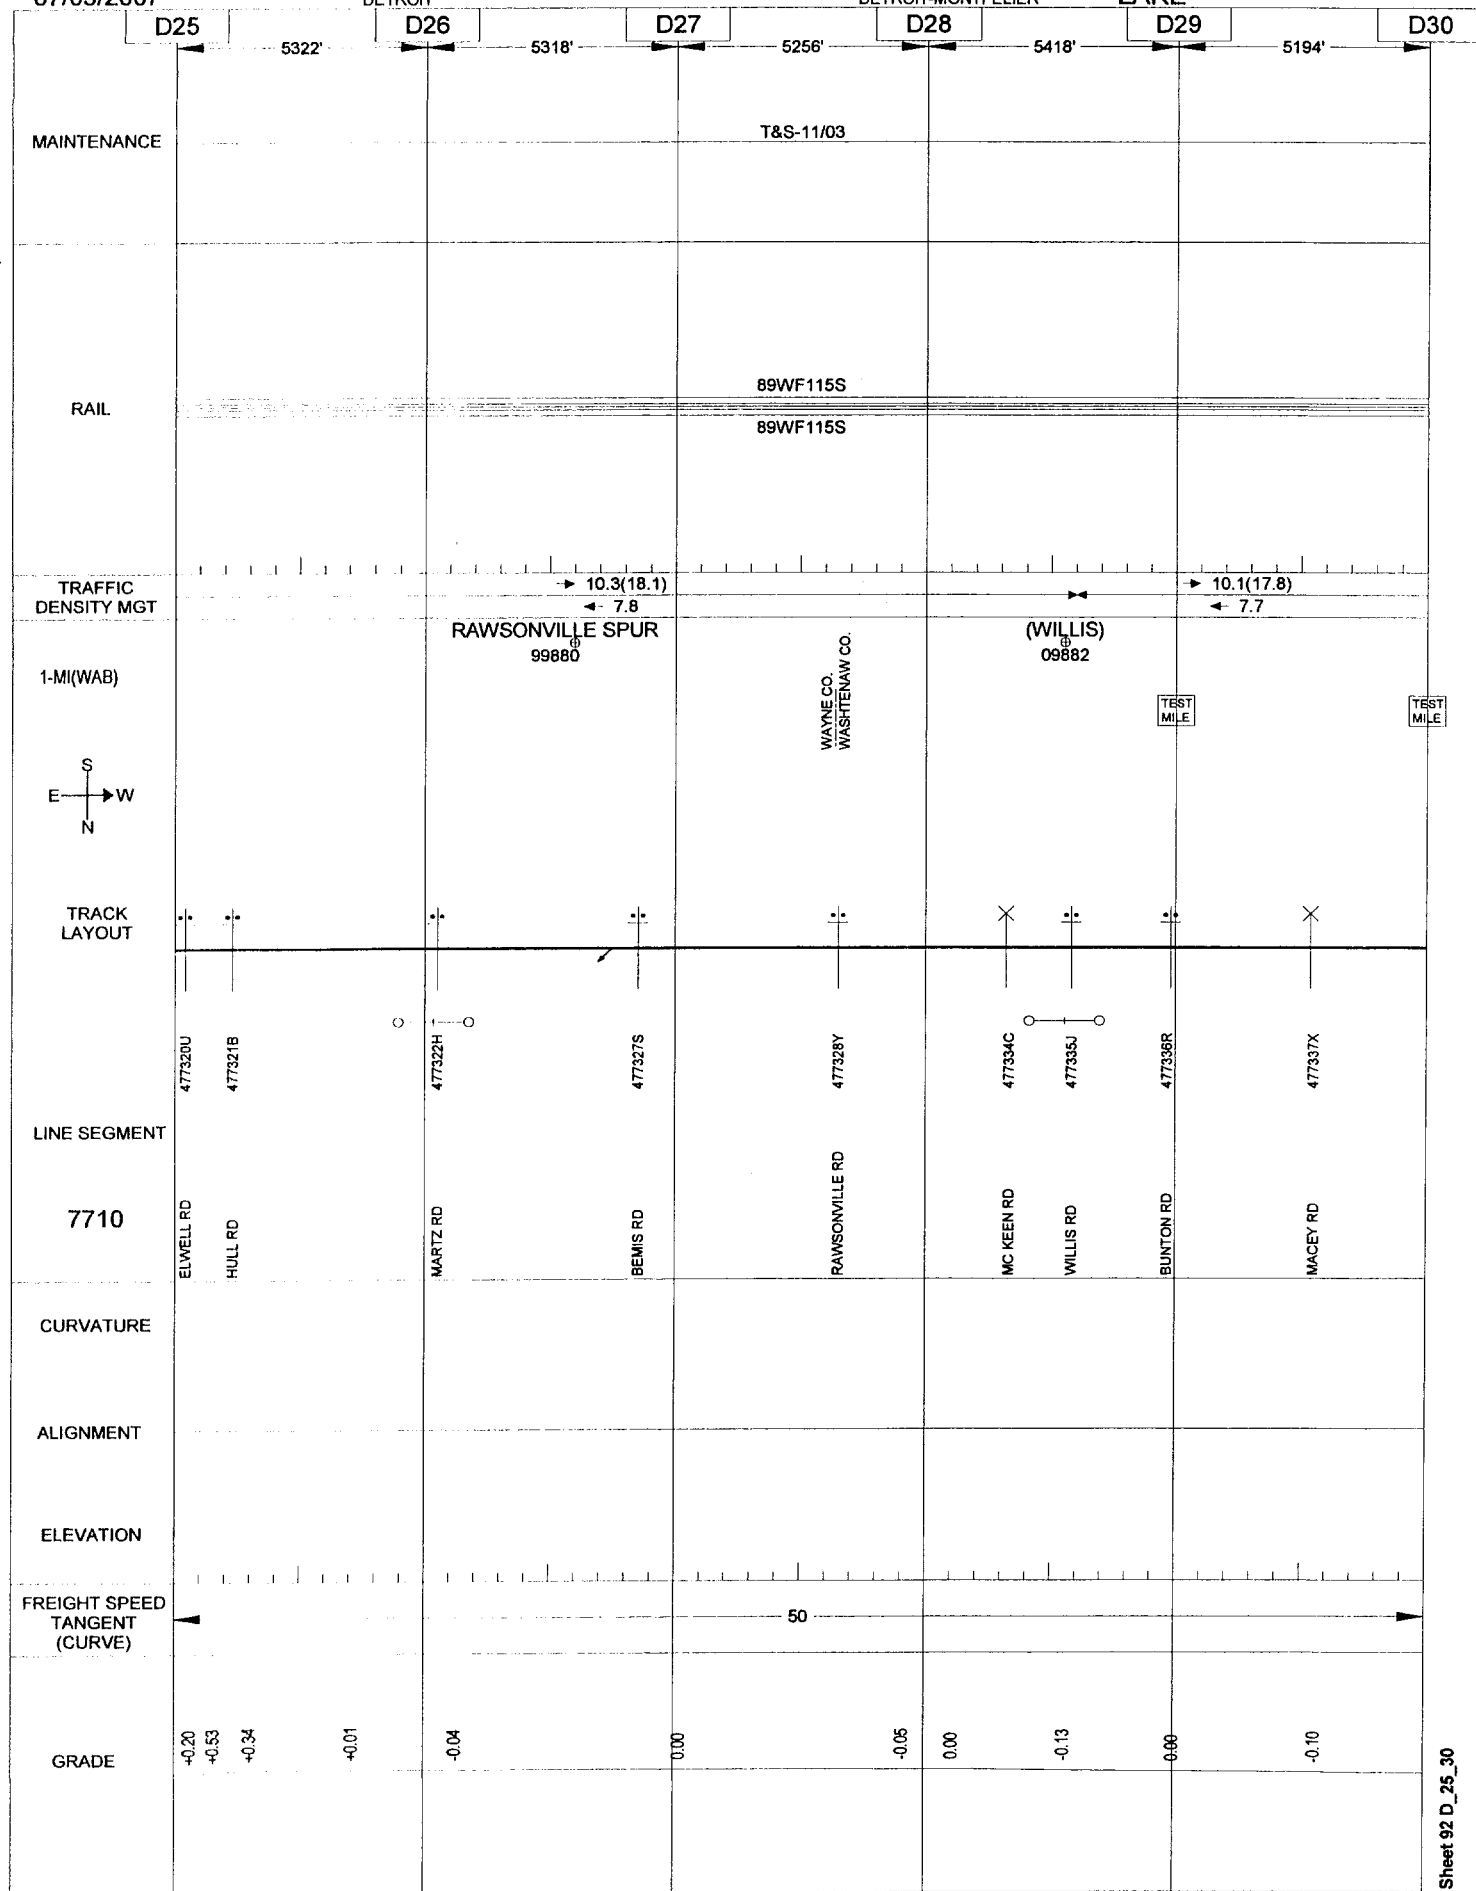 D25 D26 D27 D28 D29 D30
5322' 5318' 5256' 5418' 5194'
MAINTENANCE
T&S-11/03
RAIL
89WF115S
89WF115S
TRAFFIC
DENSITY MGT
10.3(18.1)
7.8
10.1(17.8)
7.7
RAWSONVILLE SPUR
99880
(WILLIS)
09882
1-MI(WAB)
WAYNE CO.
WASHTENAW CO.
TEST
MILE
TEST
MILE
S
E W
N
TRACK
LAYOUT
477320U
477321B
477322H
477327S
477328Y
477334C
477335J
477336R
477337X
LINE SEGMENT
7710
ELWELL RD
HULL RD
MARTZ RD
BEMIS RD
RAWSONVILLE RD
MC KEEN RD
WILLIS RD
BUNTON RD
MACEY RD
CURVATURE
ALIGNMENT
ELEVATION
FREIGHT SPEED
TANGENT
(CURVE)
50
GRADE
+0.20
+0.53
+0.34
+0.01
-0.04
0.00
-0.05
0.00
-0.13
0.00
-0.10
Sheet 92 D_25_30